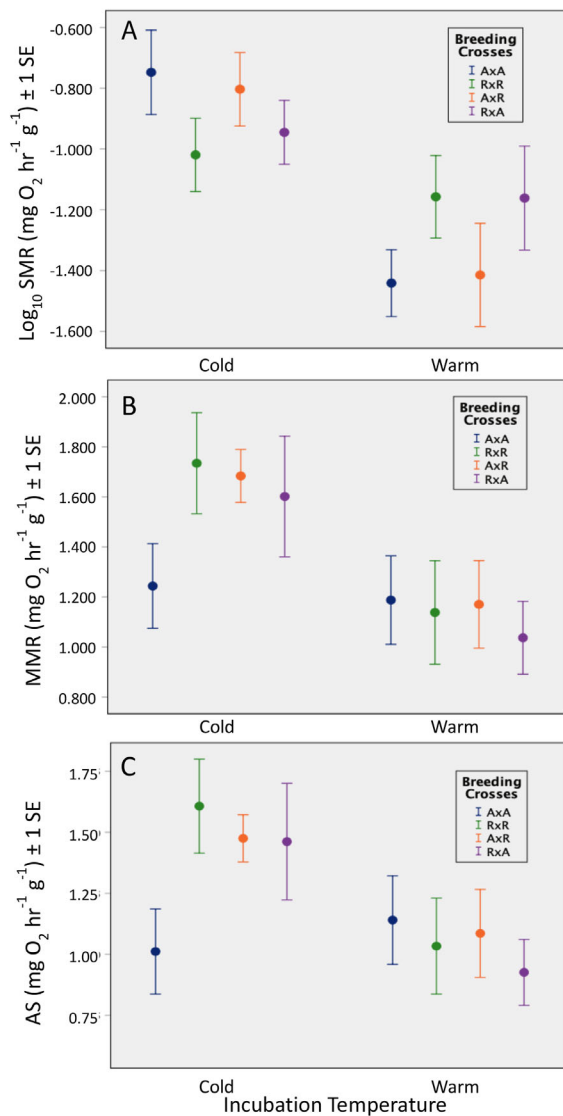 A
Log10 SMR (mg O2 hr-1 g-1) ± 1 SE
-0.600
-0.800
-1.000
-1.200
-1.400
-1.600
Breeding
Crosses
AxA
RxR
AxR
RxA
Cold Warm
B
MMR (mg O2 hr-1 g-1) ± 1 SE
2.000
1.800
1.600
1.400
1.200
1.000
0.800
Breeding
Crosses
AxA
RxR
AxR
RxA
Cold Warm
C
AS (mg O2 hr-1 g-1) ± 1 SE
1.75
1.50
1.25
1.00
0.75
Breeding
Crosses
AxA
RxR
AxR
RxA
Cold Warm
Incubation Temperature